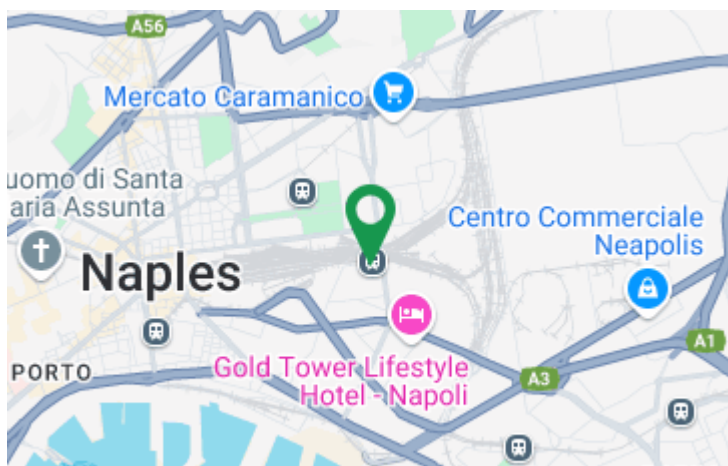 A56
Mercato Caramanico
uomo di Santa
aria Assunta
Centro Commerciale
Neapolis
Naples
Gold Tower Lifestyle
Hotel - Napoli
A1
A3
PORTO